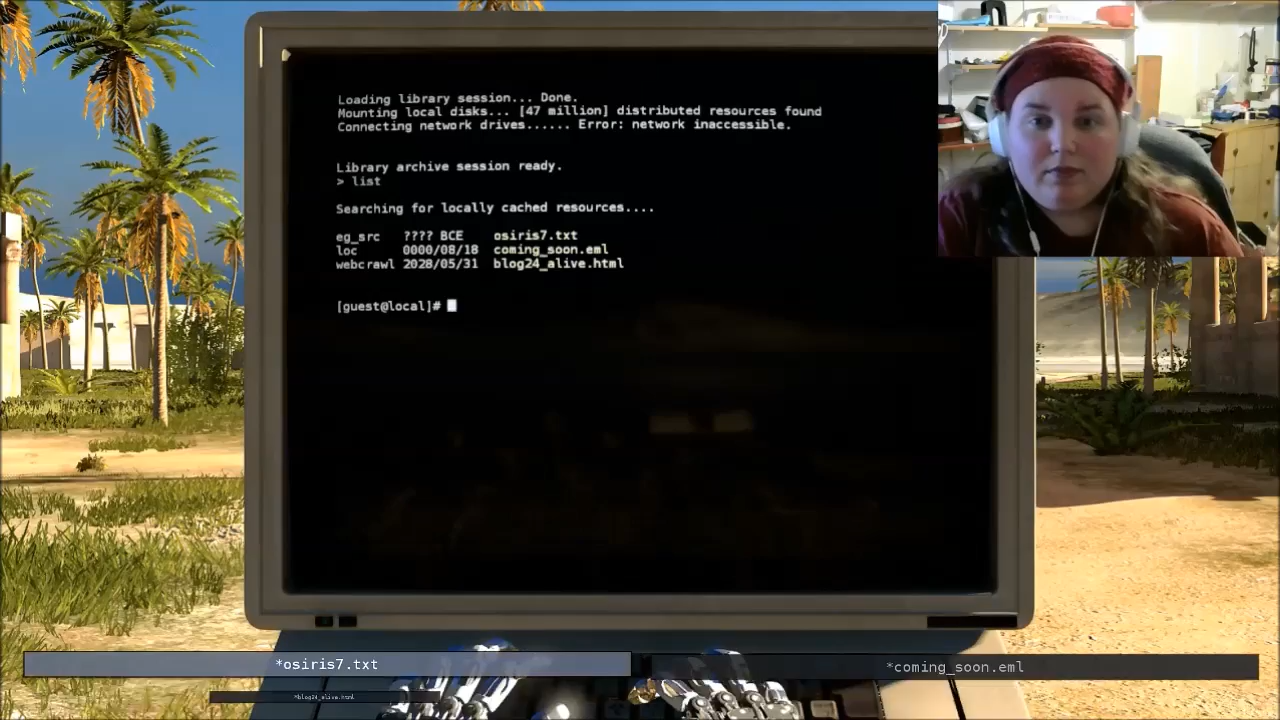 Loading library session... Done.
Mounting local disks... [47 million] distributed resources found
Connecting network drives...... Error: network inaccessible.
Library archive session ready.
> list
Searching for locally cached resources....
eg_src ???? BCE osiris7.txt
loc 0000/08/18 coming_soon.eml
webcrawl 2028/05/31 blog24_alive.html
[guest@local]#
*osiris7.txt
*coming_soon.eml
*blog24_alive.html